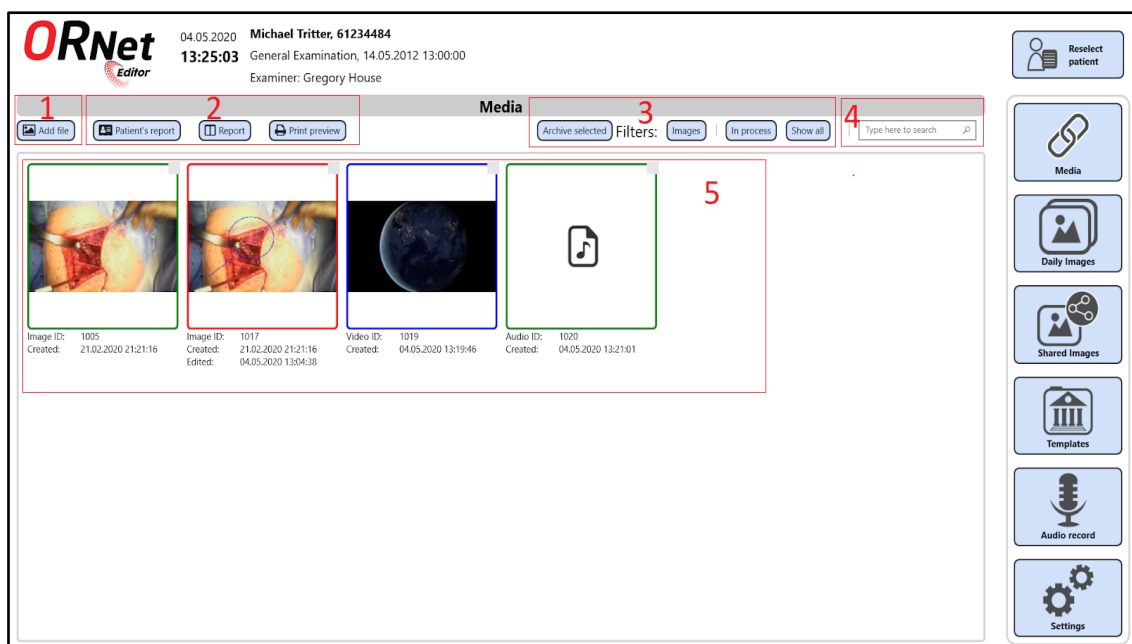 ORNet
Editor
04.05.2020
13:25:03
Michael Tritter, 61234484
General Examination, 14.05.2012 13:00:00
Examiner: Gregory House
Reselect
patient
Media
1
2
3
4
Add file
Patient's report
Report
Print preview
Archive selected
Filters:
Images
In process
Show all
Type here to search
5
Image ID: 1005
Created: 21.02.2020 21:21:16
Image ID: 1017
Created: 21.02.2020 21:21:16
Edited: 04.05.2020 13:04:38
Video ID: 1019
Created: 04.05.2020 13:19:46
Audio ID: 1020
Created: 04.05.2020 13:21:01
Media
Daily Images
Shared Images
Templates
Audio record
Settings